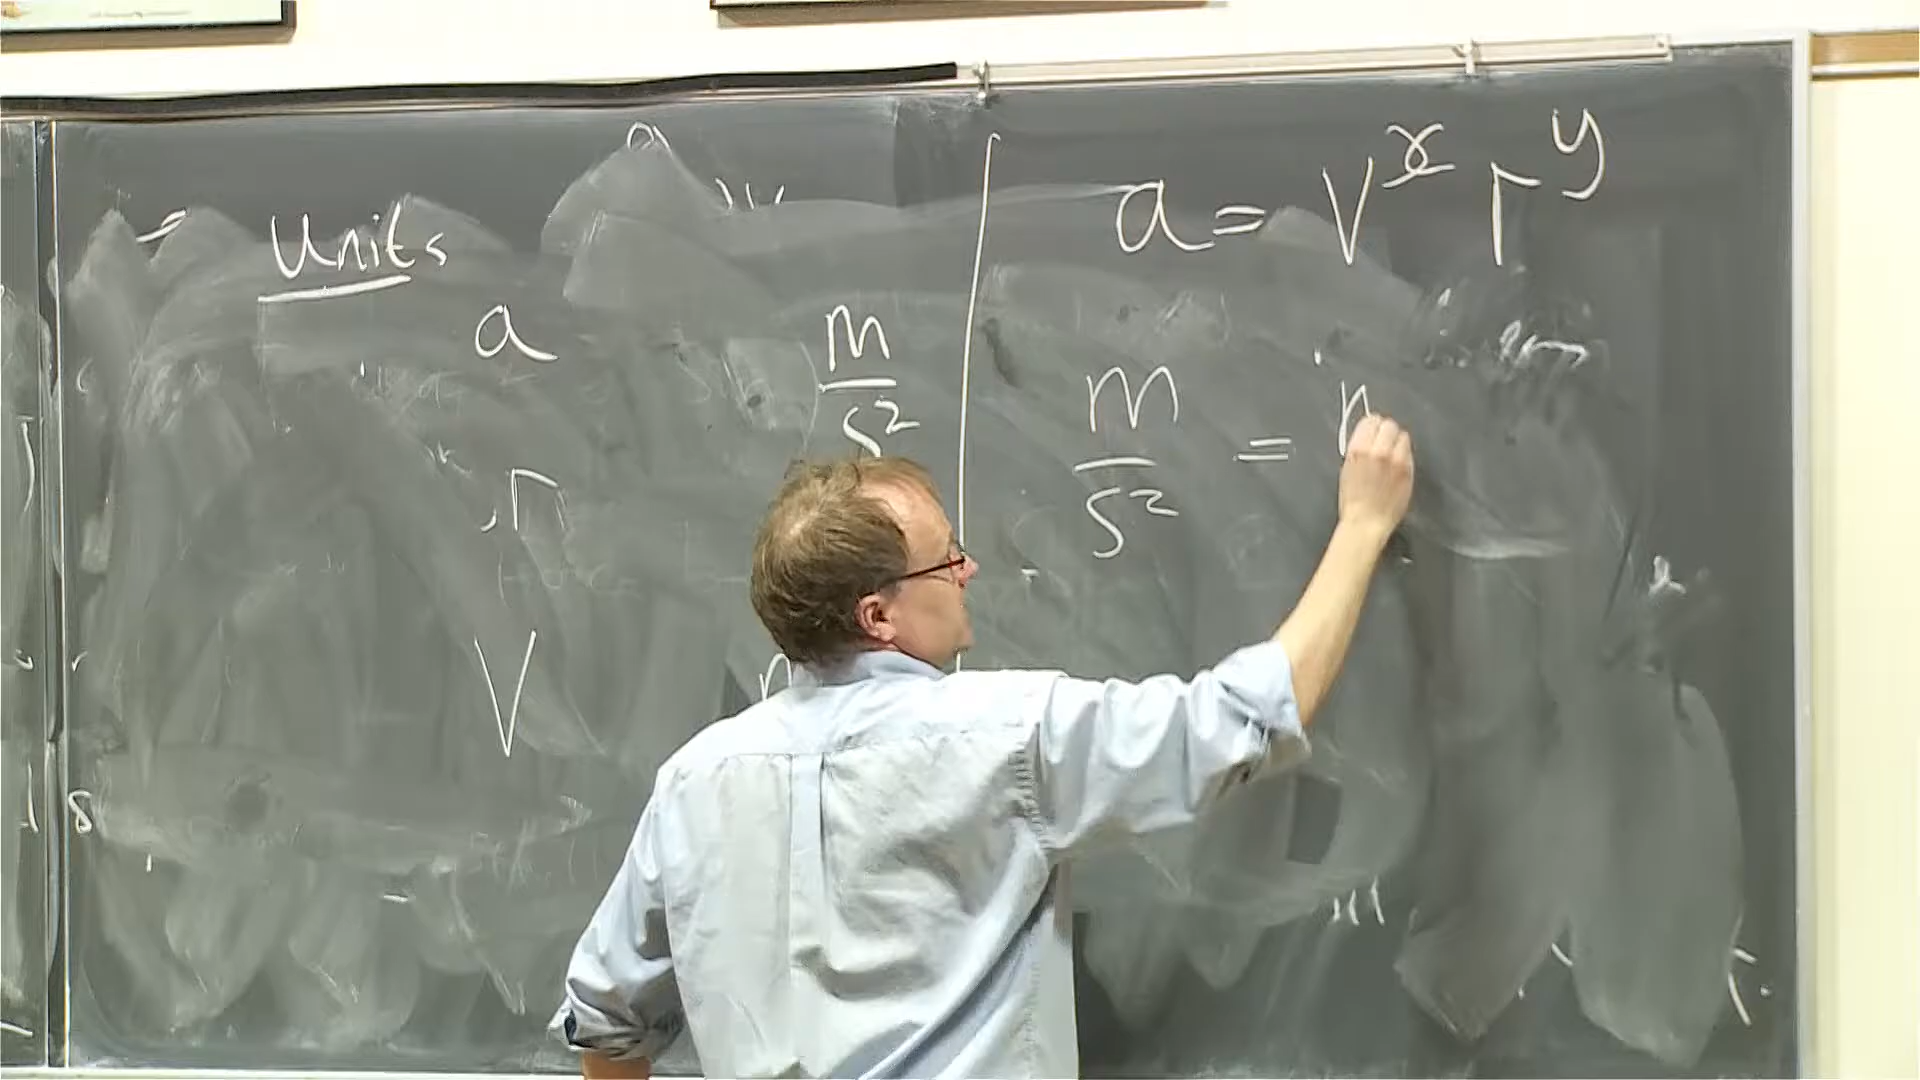 Units
a m/s²
r
V
a = V^x r^y
m/s² =